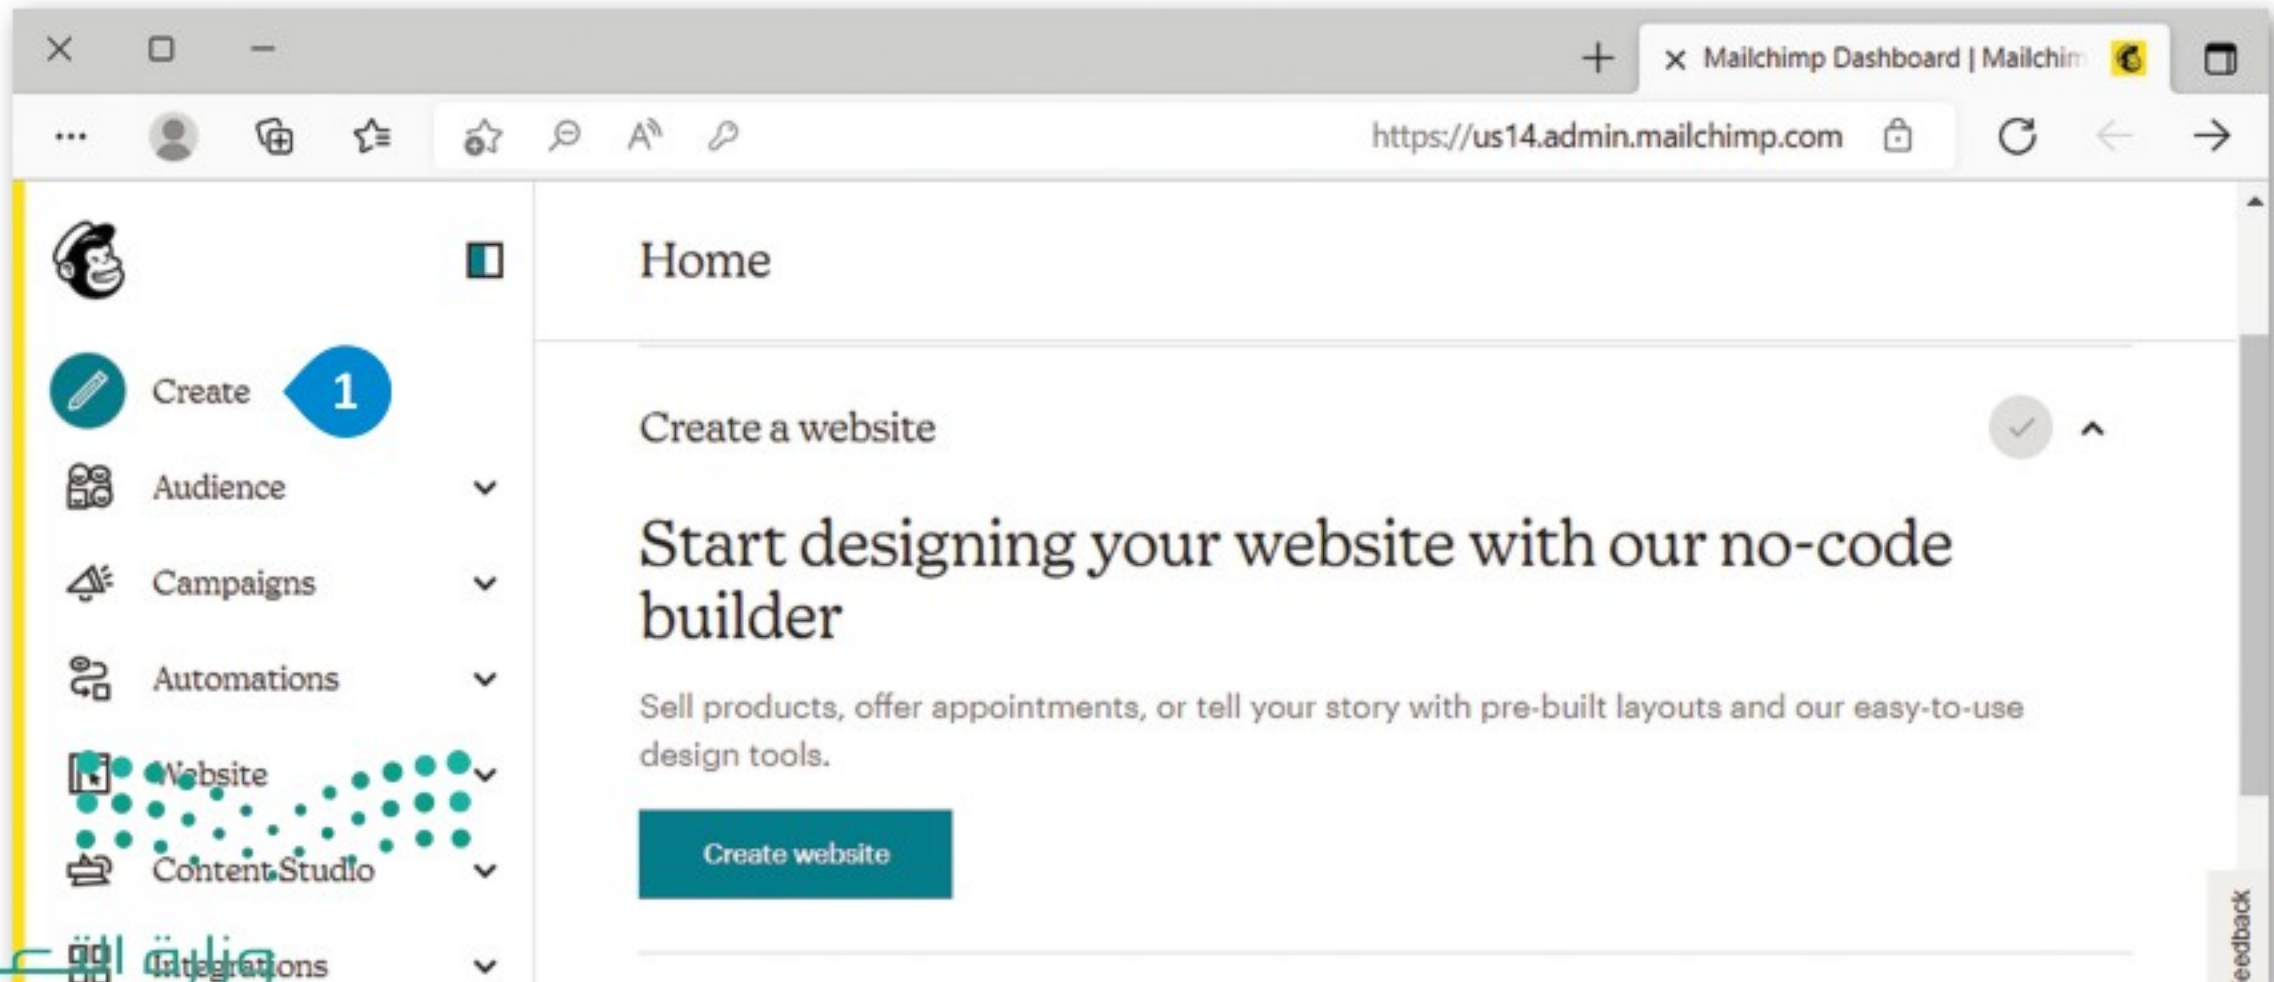 Mailchimp Dashboard | Mailchim
https://us14.admin.mailchimp.com
Home
Create
1
Audience
Campaigns
Automations
Website
Content Studio
Integrations
Create a website
Start designing your website with our no-code
builder
Sell products, offer appointments, or tell your story with pre-built layouts and our easy-to-use
design tools.
Create website
eedback
وزارة التع